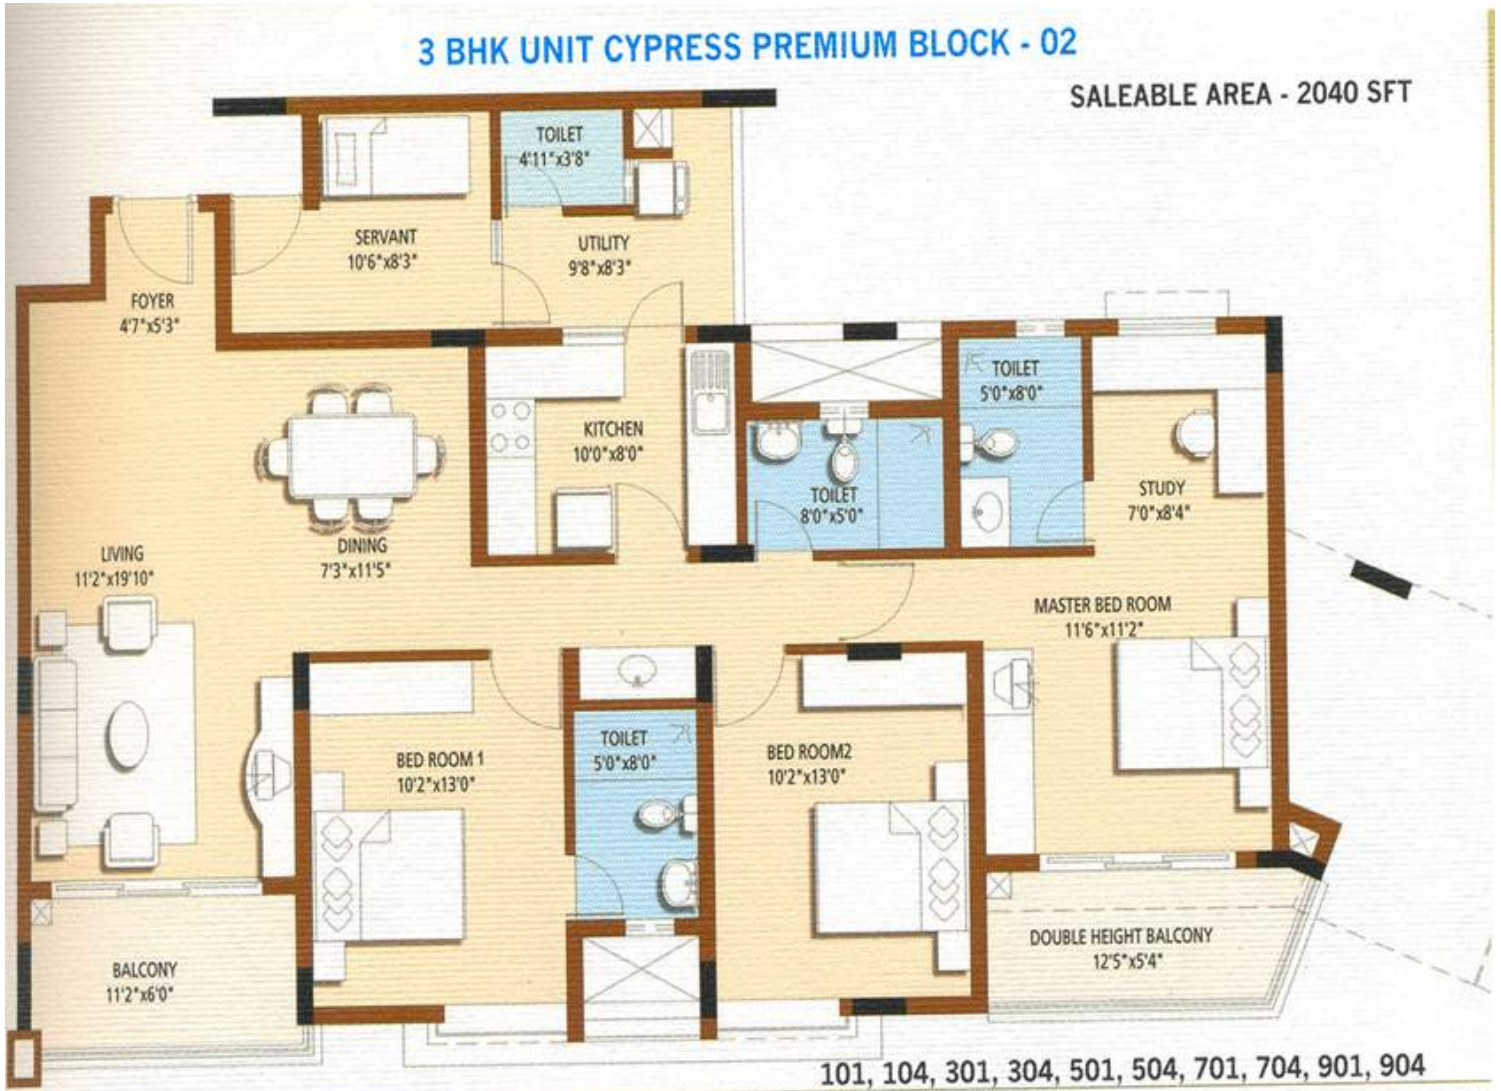 3 BHK UNIT CYPRESS PREMIUM BLOCK - 02
SALEABLE AREA - 2040 SFT
TOILET
4'11"x3'8"
SERVANT
10'6"x8'3"
UTILITY
9'8"x8'3"
FOYER
4'7"x5'3"
TOILET
5'0"x8'0"
KITCHEN
10'0"x8'0"
TOILET
8'0"x5'0"
STUDY
7'0"x8'4"
LIVING
11'2"x19'10"
DINING
7'3"x11'5"
MASTER BED ROOM
11'6"x11'2"
BED ROOM 1
10'2"x13'0"
TOILET
5'0"x8'0"
BED ROOM2
10'2"x13'0"
BALCONY
11'2"x6'0"
DOUBLE HEIGHT BALCONY
12'5"x5'4"
101, 104, 301, 304, 501, 504, 701, 704, 901, 904